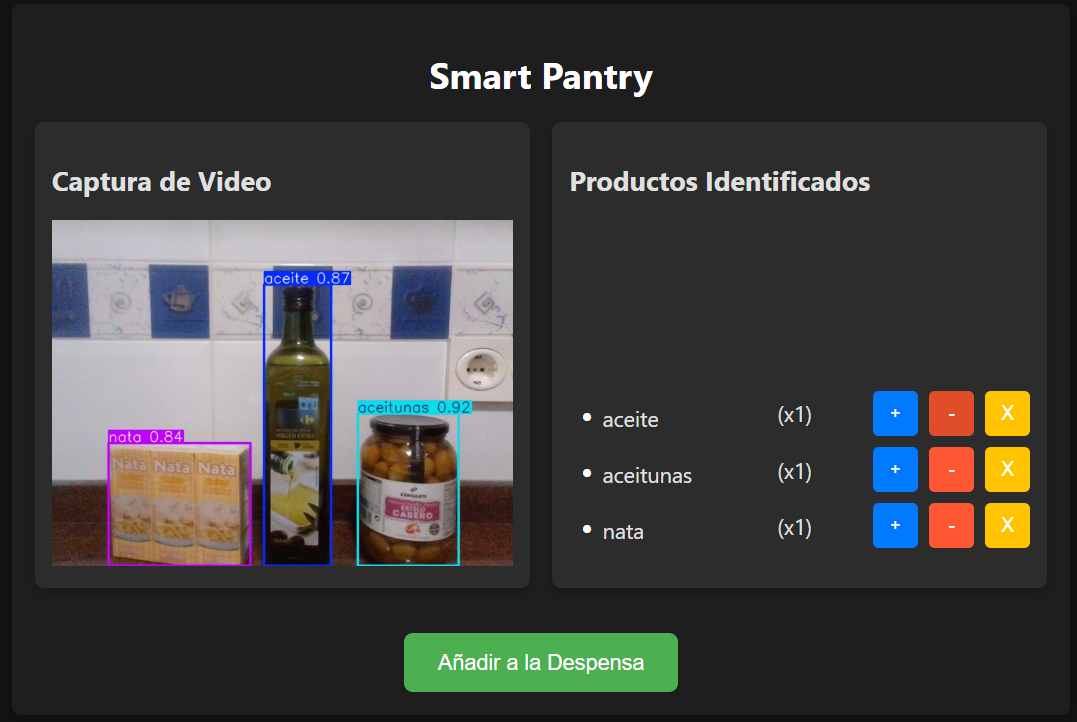 Smart Pantry
Captura de Video
aceite 0.87
aceitunas 0.92
nata 0.84
Nata Nata Nata
VIRGEN EXTRA
consum
ESTILO
CASERO
Productos Identificados
aceite (x1) + - X
aceitunas (x1) + - X
nata (x1) + - X
Añadir a la Despensa